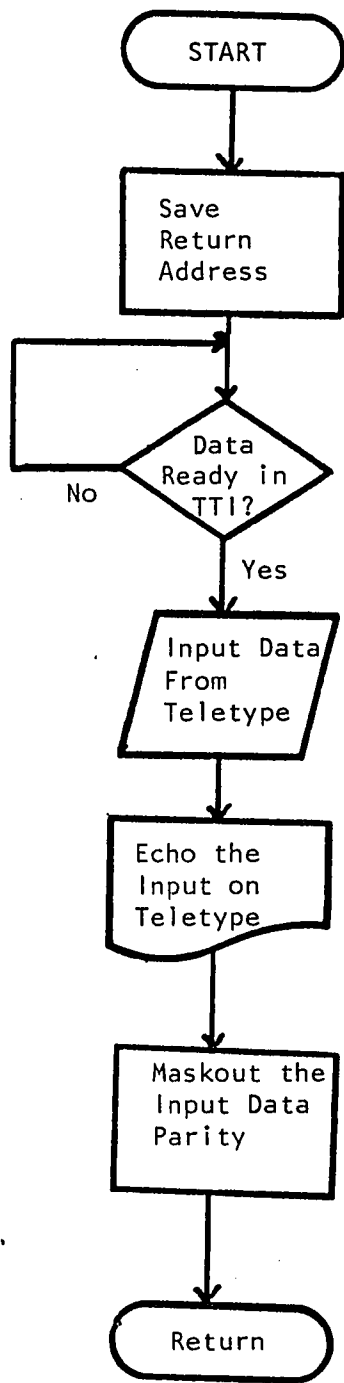 START
Save
Return
Address
Data
Ready in
TTI?
No
Yes
Input Data
From
Teletype
Echo the
Input on
Teletype
Maskout the
Input Data
Parity
Return